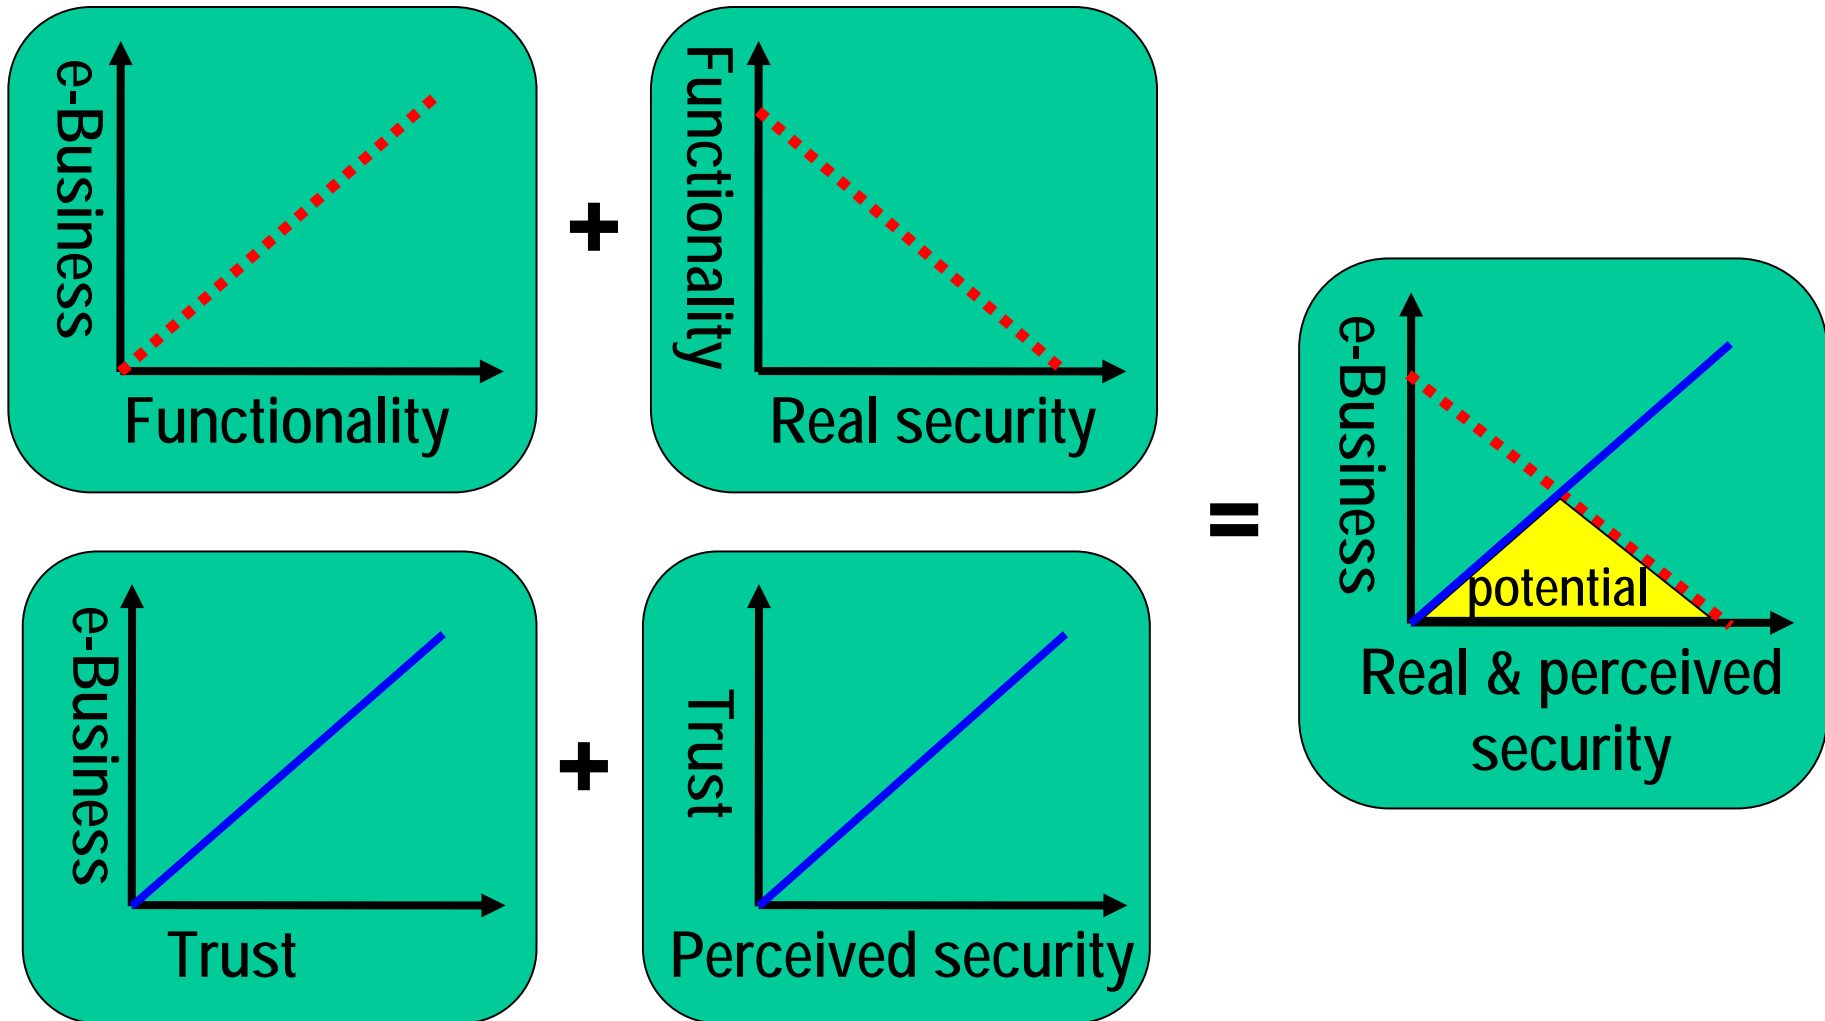 e-Business
Functionality
+
Functionality
Real security
e-Business
Trust
+
Trust
Perceived security
=
e-Business
potential
Real & perceived
security